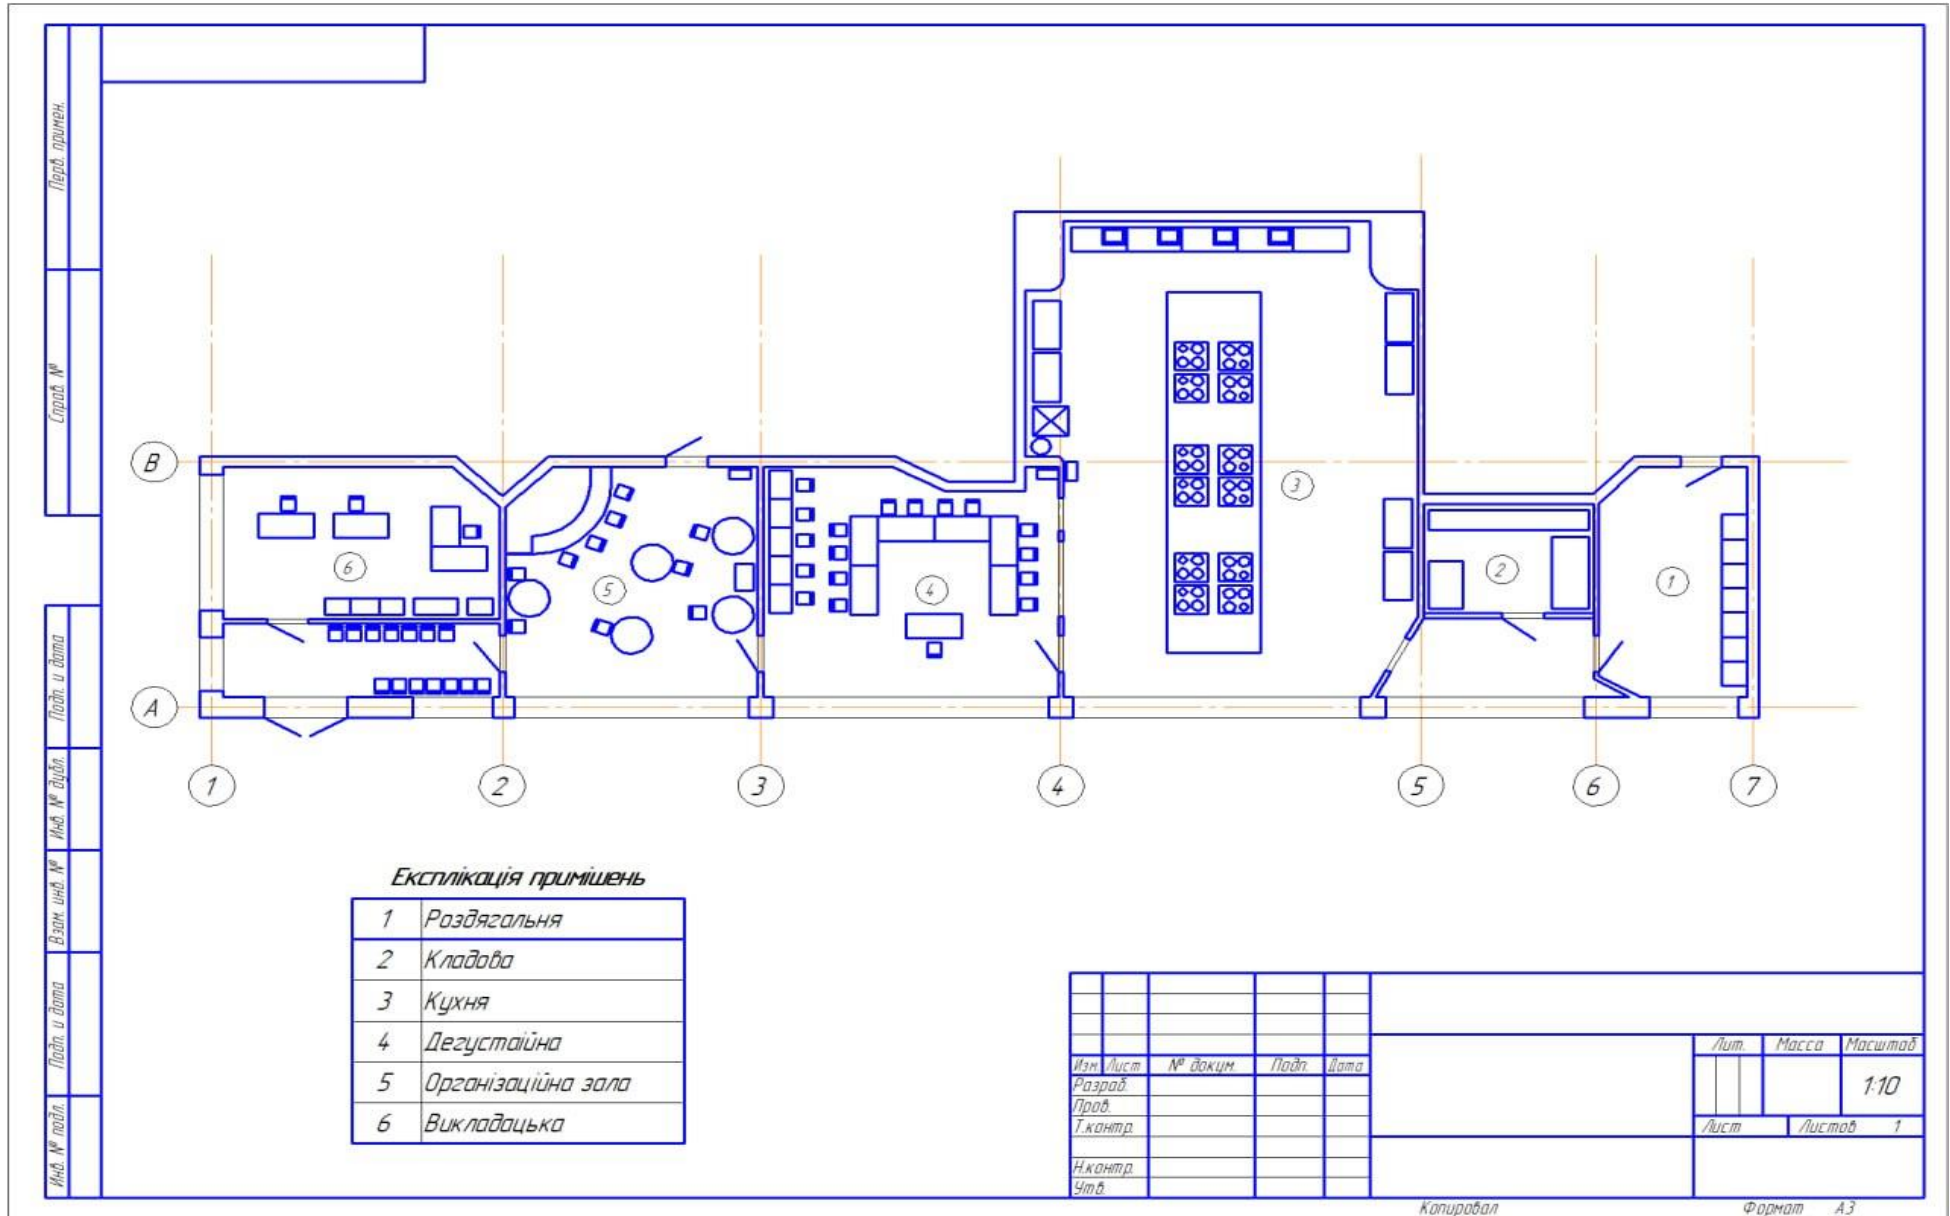 Перв. примен.
Справ. №
Подп. и дата
Инв. № дубл.
Взам. инв. №
Подп. и дата
Инв. № подл.
В
А
1
2
3
4
5
6
7
6
5
4
3
2
1
Експлікація примішень
1 Роздягальня
2 Кладова
3 Кухня
4 Дегустаійна
5 Організаційна зала
6 Викладацька
Изм. Лист № докум. Подп. Дата
Разраб.
Пров.
Т.контр.
Н.контр.
Утв.
Лит. Масса Масштаб
1:10
Лист Листов 1
Копировал Формат А3